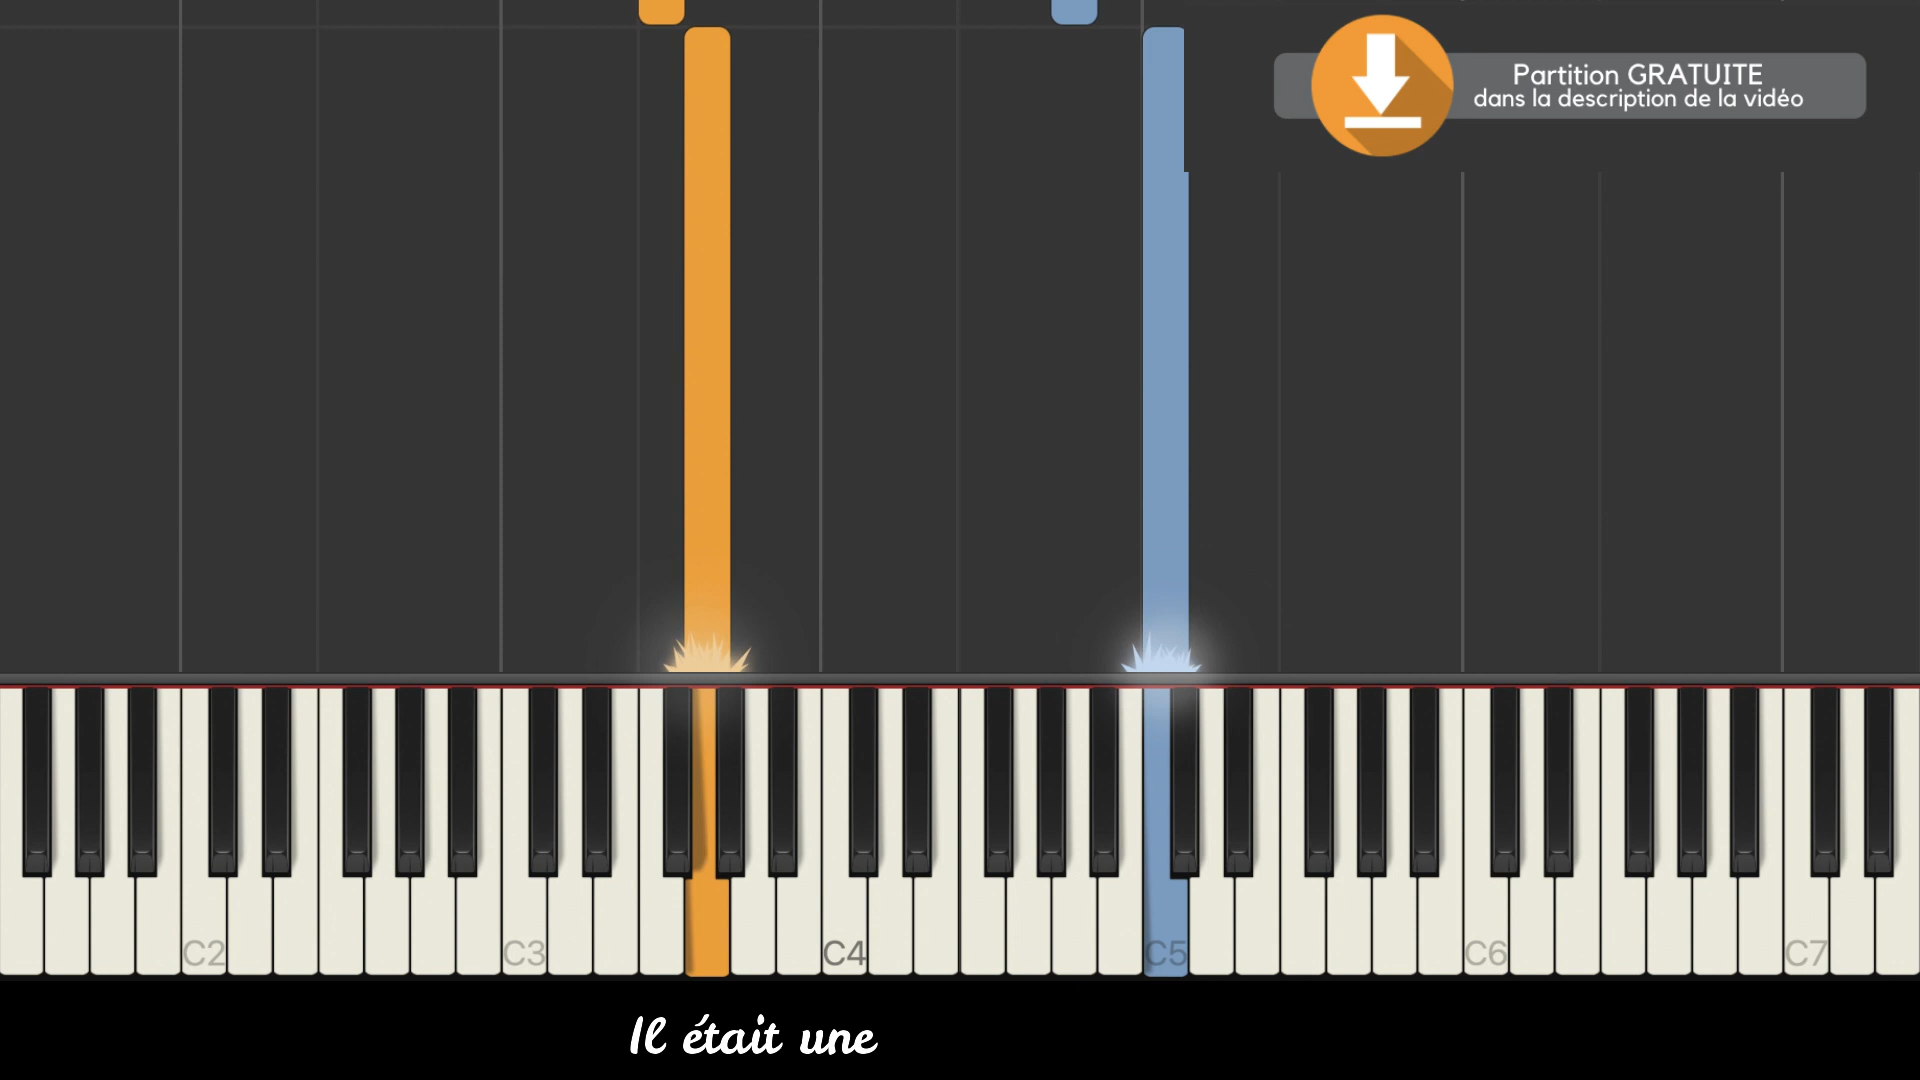 Partition GRATUITE
dans la description de la vidéo
C2 C3 C4 C5 C6 C7
Il était une